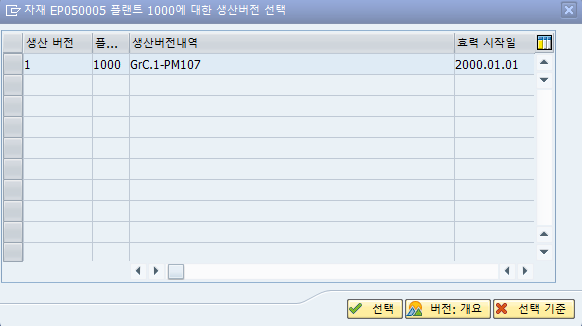 자재 EP050005 플랜트 1000에 대한 생산버전 선택
생산 버전 플... 생산버전내역 효력 시작일
1 1000 GrC.1-PM107 2000.01.01
선택 버전: 개요 선택 기준